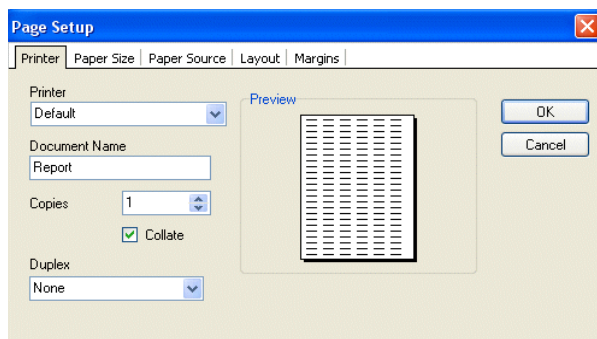 Page Setup
Printer Paper Size Paper Source Layout Margins
Printer
Default
Document Name
Report
Copies 1
Collate
Duplex
None
Preview
OK
Cancel